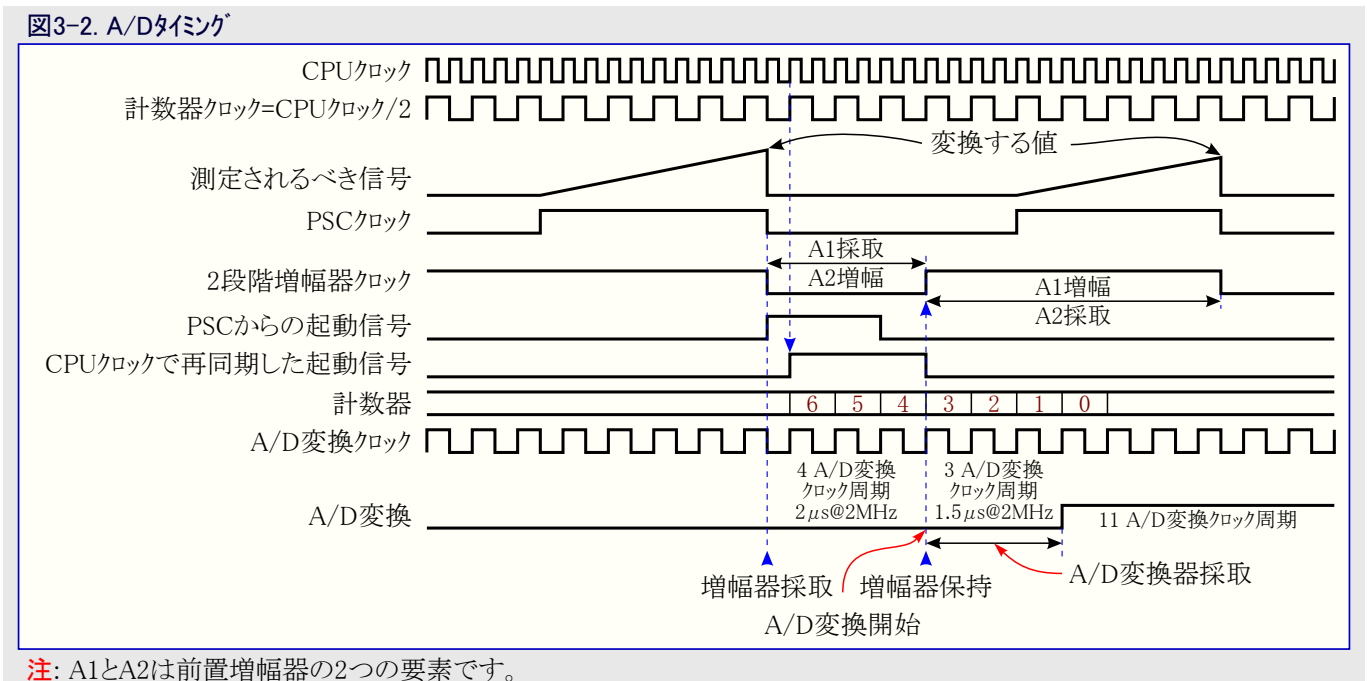 図3-2. A/Dﾀｲﾐﾝｸﾞ
CPUｸﾛｯｸ
計数器ｸﾛｯｸ=CPUｸﾛｯｸ/2
変換する値
測定されるべき信号
PSCｸﾛｯｸ
A1採取
2段階増幅器ｸﾛｯｸ
A2増幅
A1増幅
A2採取
PSCからの起動信号
CPUｸﾛｯｸで再同期した起動信号
計数器
6 5 4 3 2 1 0
A/D変換ｸﾛｯｸ
4 A/D変換
ｸﾛｯｸ周期
2μs@2MHz
3 A/D変換
ｸﾛｯｸ周期
1.5μs@2MHz
A/D変換
11 A/D変換ｸﾛｯｸ周期
増幅器採取
増幅器保持
A/D変換器採取
A/D変換開始
注: A1とA2は前置増幅器の2つの要素です。